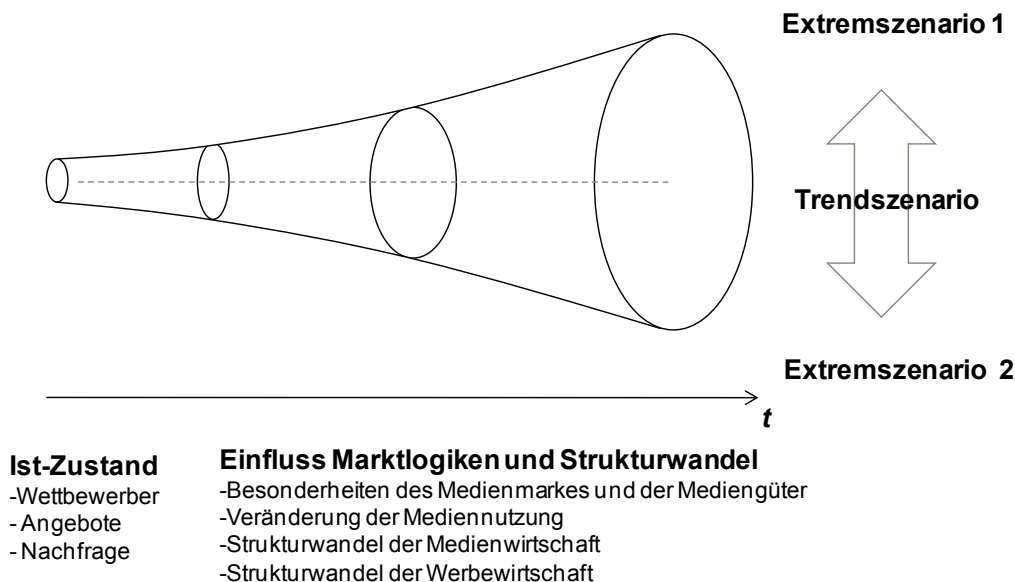 Extremszenario 1
Trendszenario
Extremszenario 2
t
Ist-Zustand
-Wettbewerber
- Angebote
- Nachfrage
Einfluss Marktlogiken und Strukturwandel
-Besonderheiten des Medienmarkes und der Mediengüter
-Veränderung der Mediennutzung
-Strukturwandel der Medienwirtschaft
-Strukturwandel der Werbewirtschaft